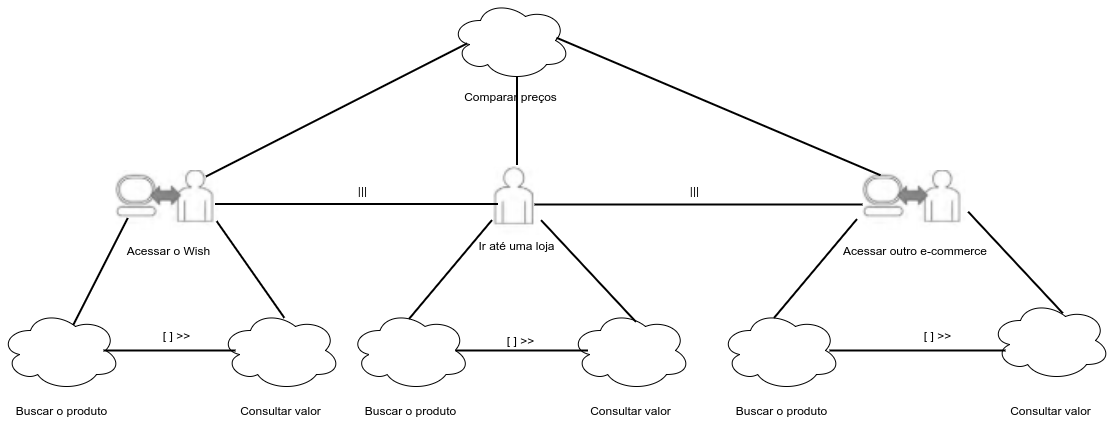 Comparar preços
|||
|||
Acessar o Wish
Ir até uma loja
Acessar outro e-commerce
[ ] >>
[ ] >>
[ ] >>
Buscar o produto
Consultar valor
Buscar o produto
Consultar valor
Buscar o produto
Consultar valor